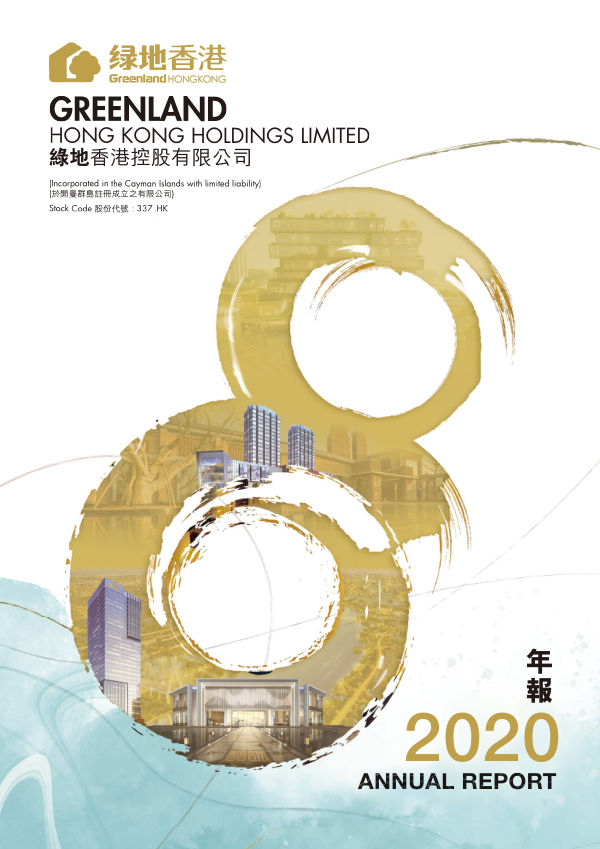 绿地香港
Greenland HONGKONG
GREENLAND
HONG KONG HOLDINGS LIMITED
綠地香港控股有限公司
(Incorporated in the Cayman Islands with limited liability)
(於開曼群島註冊成立之有限公司)
Stock Code 股份代號 : 337 HK
年報
2020
ANNUAL REPORT